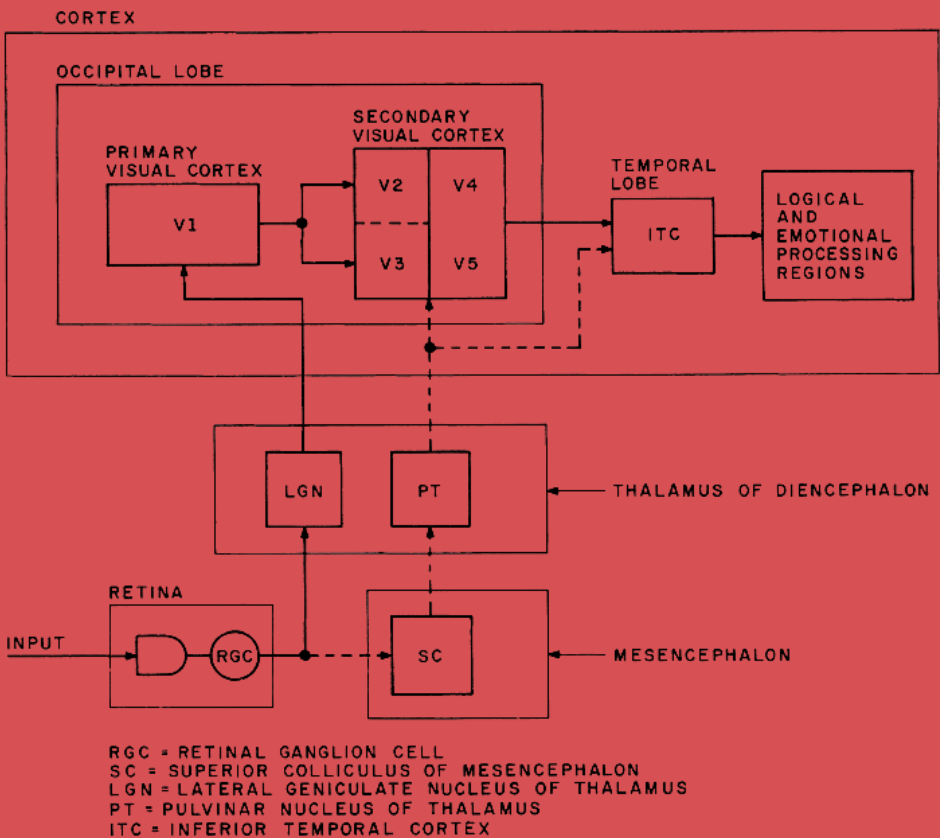 CORTEX
OCCIPITAL LOBE
SECONDARY
VISUAL CORTEX
PRIMARY
VISUAL CORTEX
V1
V2
V4
V3
V5
TEMPORAL
LOBE
ITC
LOGICAL
AND
EMOTIONAL
PROCESSING
REGIONS
LGN
PT
THALAMUS OF DIENCEPHALON
RETINA
INPUT
RGC
SC
MESENCEPHALON
RGC = RETINAL GANGLION CELL
SC = SUPERIOR COLLICULUS OF MESENCEPHALON
LGN = LATERAL GENICULATE NUCLEUS OF THALAMUS
PT = PULVINAR NUCLEUS OF THALAMUS
ITC = INFERIOR TEMPORAL CORTEX